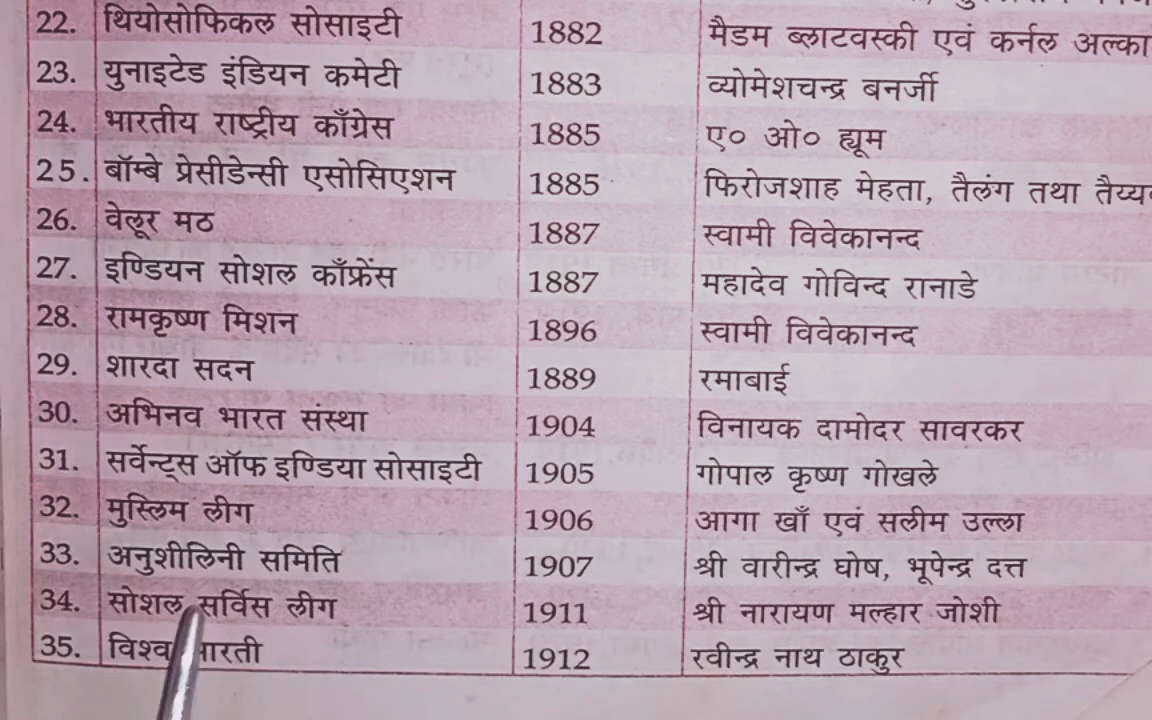 22. थियोसोफिकल सोसाइटी 1882 मैडम ब्लाटवस्की एवं कर्नल
23. युनाइटेड इंडियन कमेटी 1883 व्योमेशचन्द्र बनर्जी
24. भारतीय राष्ट्रीय काँग्रेस 1885 ए० ओ० ह्यूम
25. बॉम्बे प्रेसीडेन्सी एसोसिएशन 1885 फिरोजशाह मेहता, तैलंग तथा
26. वेलूर मठ 1887 स्वामी विवेकानन्द
27. इण्डियन सोशल काँफ्रेंस 1887 महादेव गोविन्द रानाडे
28. रामकृष्ण मिशन 1896 स्वामी विवेकानन्द
29. शारदा सदन 1889 रमाबाई
30. अभिनव भारत संस्था 1904 विनायक दामोदर सावरकर
31. सर्वेन्ट्स ऑफ इण्डिया सोसाइटी 1905 गोपाल कृष्ण गोखले
32. मुस्लिम लीग 1906 आगा खाँ एवं सलीम उल्ला
33. अनुशीलिनी समिति 1907 श्री वारीन्द्र घोष, भूपेन्द्र दत्त
34. सोशल सर्विस लीग 1911 श्री नारायण मल्हार जोशी
35. 1912 रवीन्द्र नाथ ठाकुर